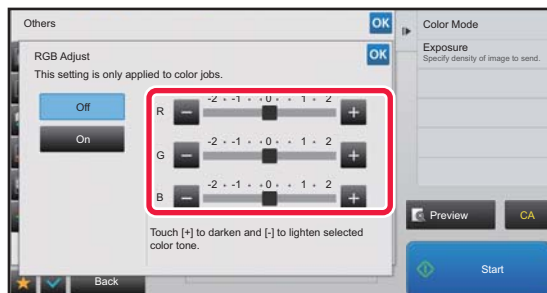 Others
OK
RGB Adjust
OK
This setting is only applied to color jobs.
Off
On
R
-2 -1 0 1 2
G
-2 -1 0 1 2
B
-2 -1 0 1 2
Touch [+] to darken and [-] to lighten selected
color tone.
Back
Color Mode
Exposure
Specify density of image to send.
Preview
CA
Start